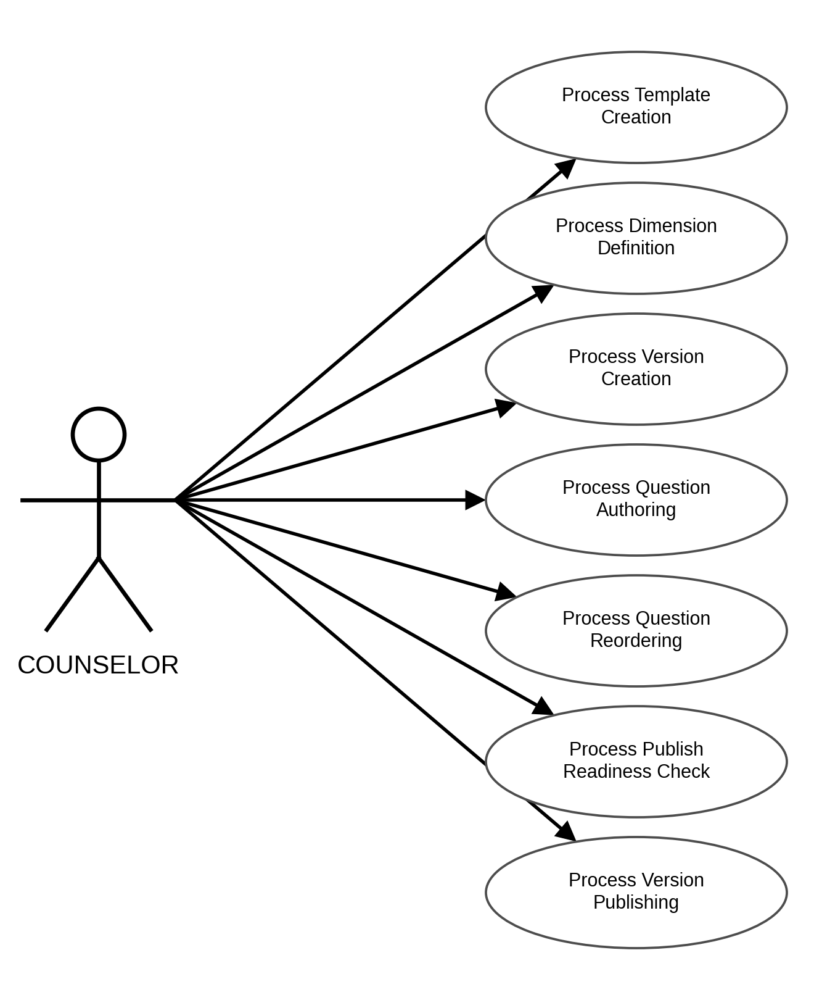 Process Template
Creation
Process Dimension
Definition
Process Version
Creation
Process Question
Authoring
Process Question
Reordering
COUNSELOR
Process Publish
Readiness Check
Process Version
Publishing